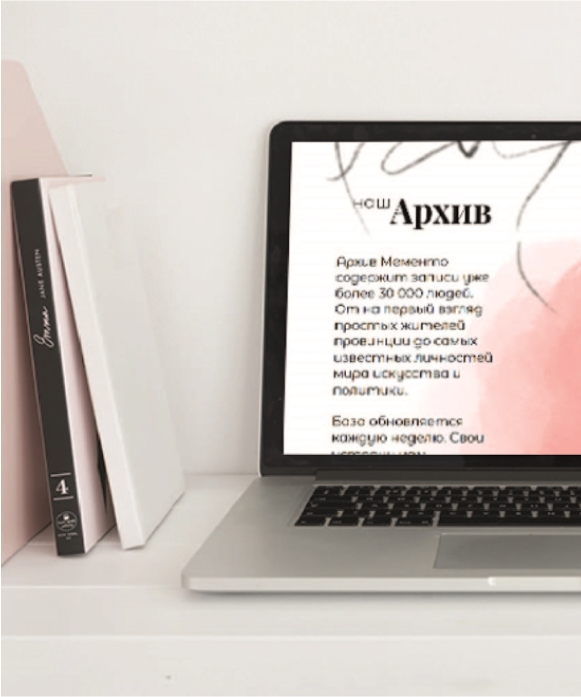 Emma JANE AUSTEN
4
наш Архив
Архив Мементо
содержит записи уже
более 30 000 людей.
От на первый взгляд
простых жителей
провинции до самых
известных личностей
мира искусства и
политики.
База обновляется
каждую неделю. Свои